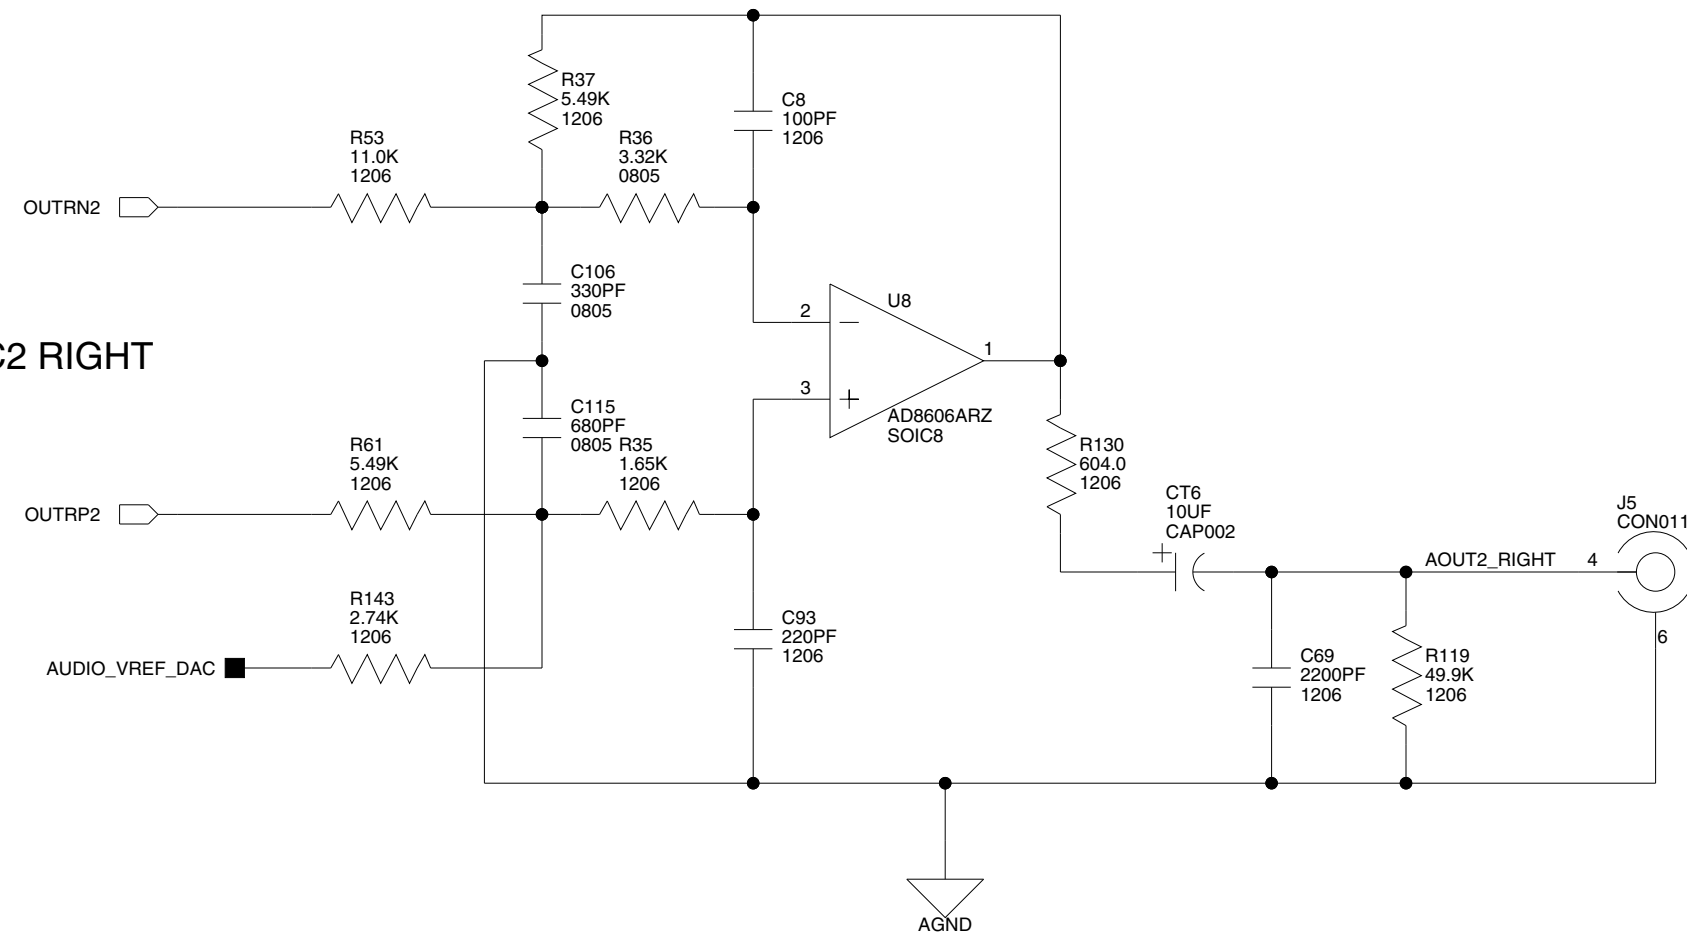 R37
5.49K
1206
C8
100PF
1206
R53
11.0K
1206
R36
3.32K
0805
OUTRN2
C106
330PF
0805
U8
2
1
3
AD8606ARZ
SOIC8
C2 RIGHT
C115
680PF
0805
R61
5.49K
1206
R35
1.65K
1206
OUTRP2
R130
604.0
1206
CT6
10UF
CAP002
J5
CON011
AOUT2_RIGHT
4
6
R143
2.74K
1206
AUDIO_VREF_DAC
C93
220PF
1206
C69
2200PF
1206
R119
49.9K
1206
AGND